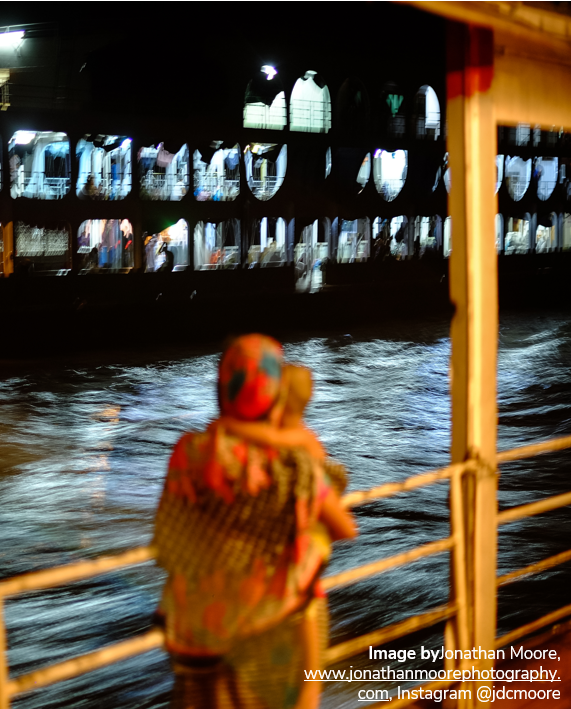 Image byJonathan Moore,
www.jonathanmoorephotography.
com, Instagram @jdcmoore